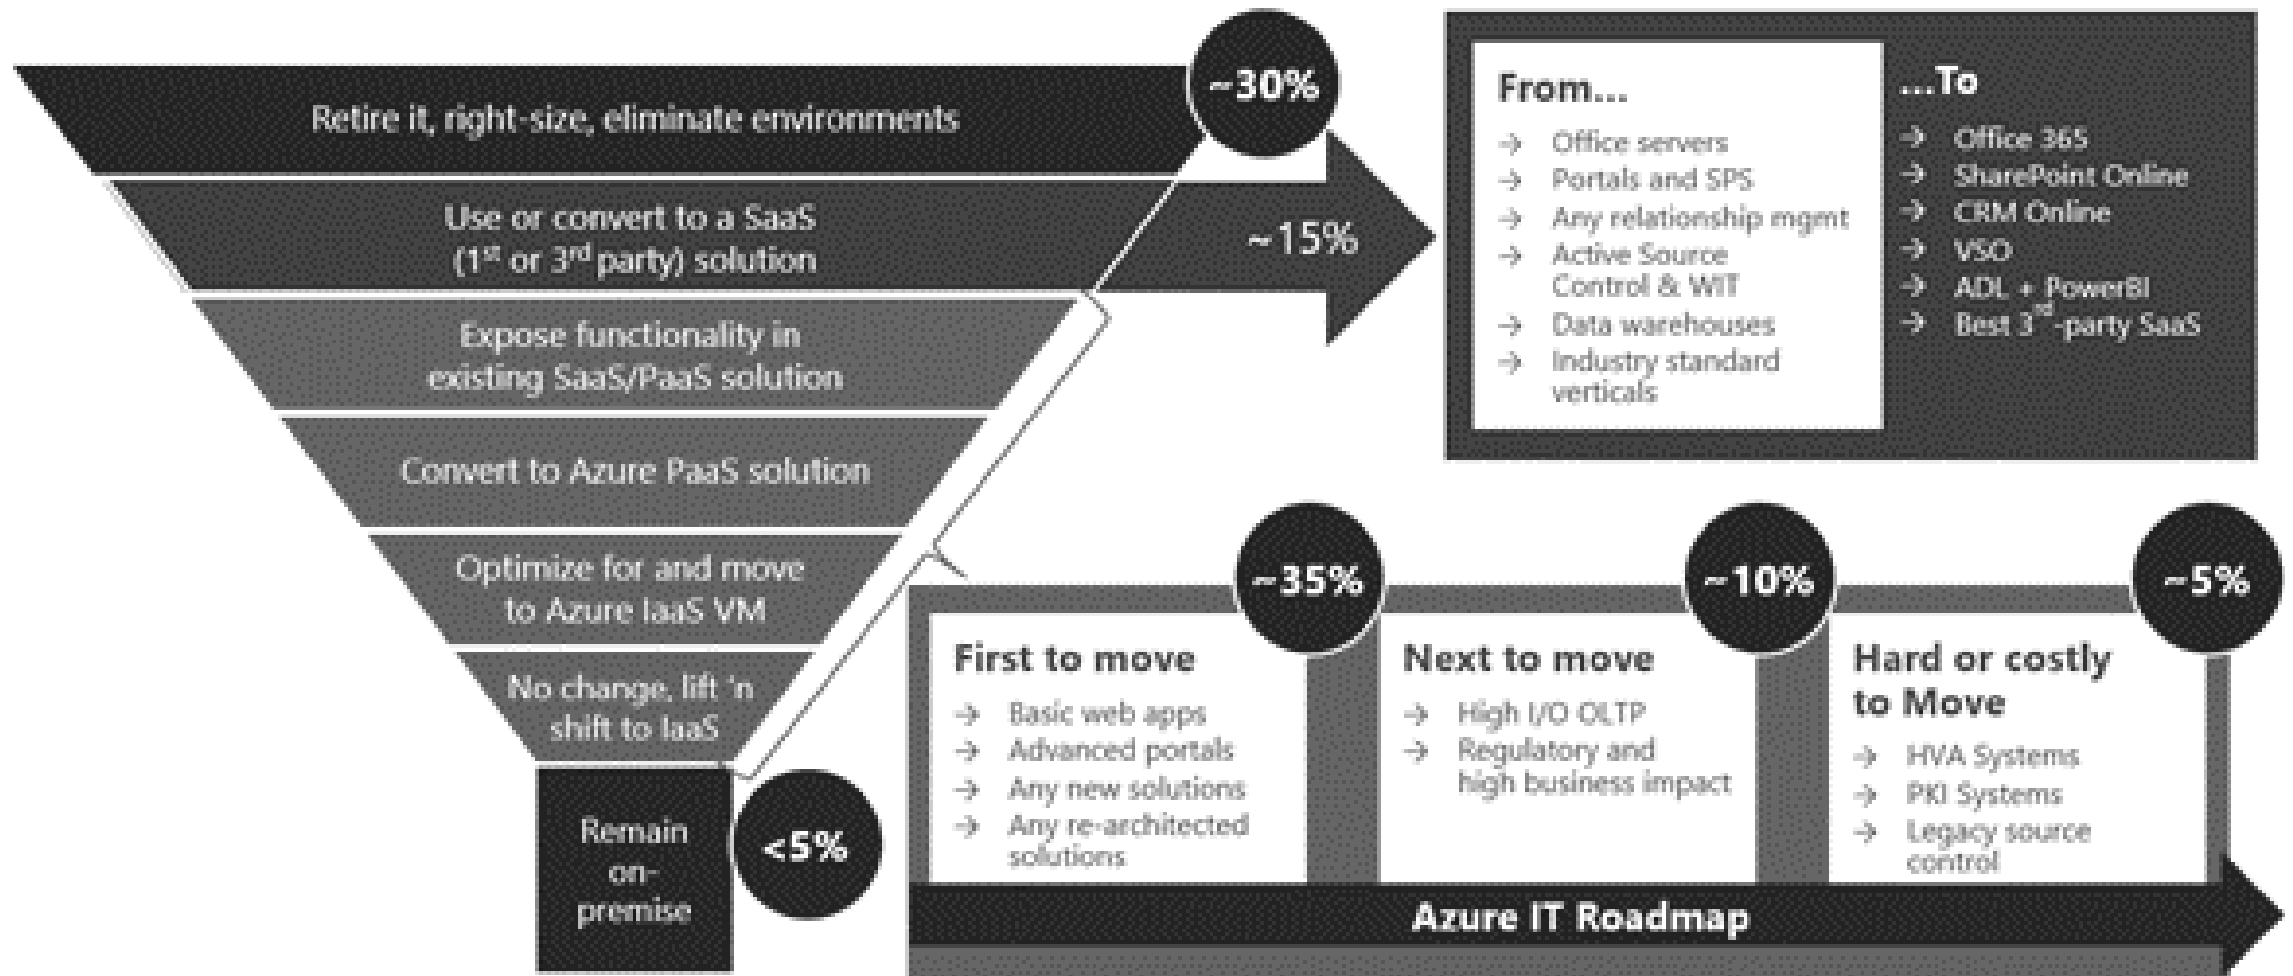 ~30%
Retire it, right-size, eliminate environments
Use or convert to a SaaS
(1st or 3rd party) solution
~15%
Expose functionality in
existing SaaS/PaaS solution
Convert to Azure PaaS solution
Optimize for and move
to Azure IaaS VM
No change, lift 'n
shift to IaaS
Remain
on-
premise
<5%
From...
→ Office servers
→ Portals and SPS
→ Any relationship mgmt
→ Active Source
Control & WIT
→ Data warehouses
→ Industry standard
verticals
...To
→ Office 365
→ SharePoint Online
→ CRM Online
→ VSO
→ ADL + PowerBI
→ Best 3rd-party SaaS
~35%
First to move
→ Basic web apps
→ Advanced portals
→ Any new solutions
→ Any re-architected
solutions
~10%
Next to move
→ High I/O OLTP
→ Regulatory and
high business impact
~5%
Hard or costly
to Move
→ HVA Systems
→ PKI Systems
→ Legacy source
control
Azure IT Roadmap